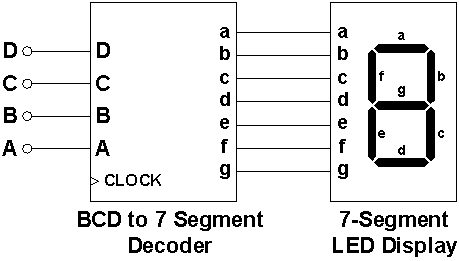 D D
C C
B B
A A
CLOCK
a a
b b
c c
d d
e e
f f
g g
a
f b
g
e c
d
BCD to 7 Segment
Decoder
7-Segment
LED Display